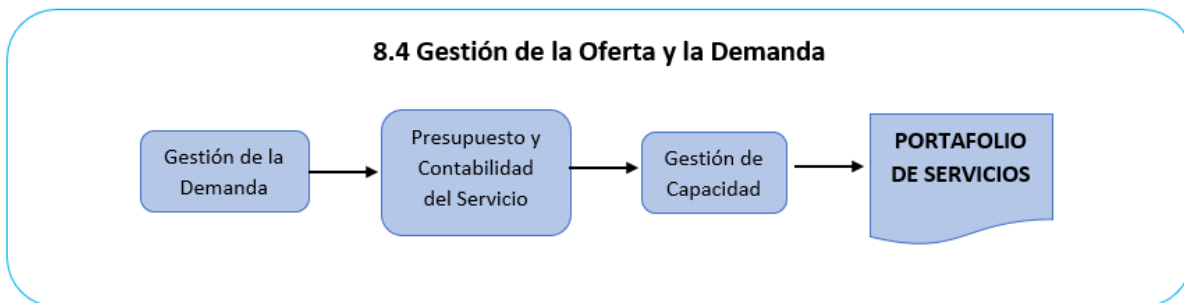 8.4 Gestión de la Oferta y la Demanda
Gestión de la
Demanda
Presupuesto y
Contabilidad
del Servicio
Gestión de
Capacidad
PORTAFOLIO
DE SERVICIOS